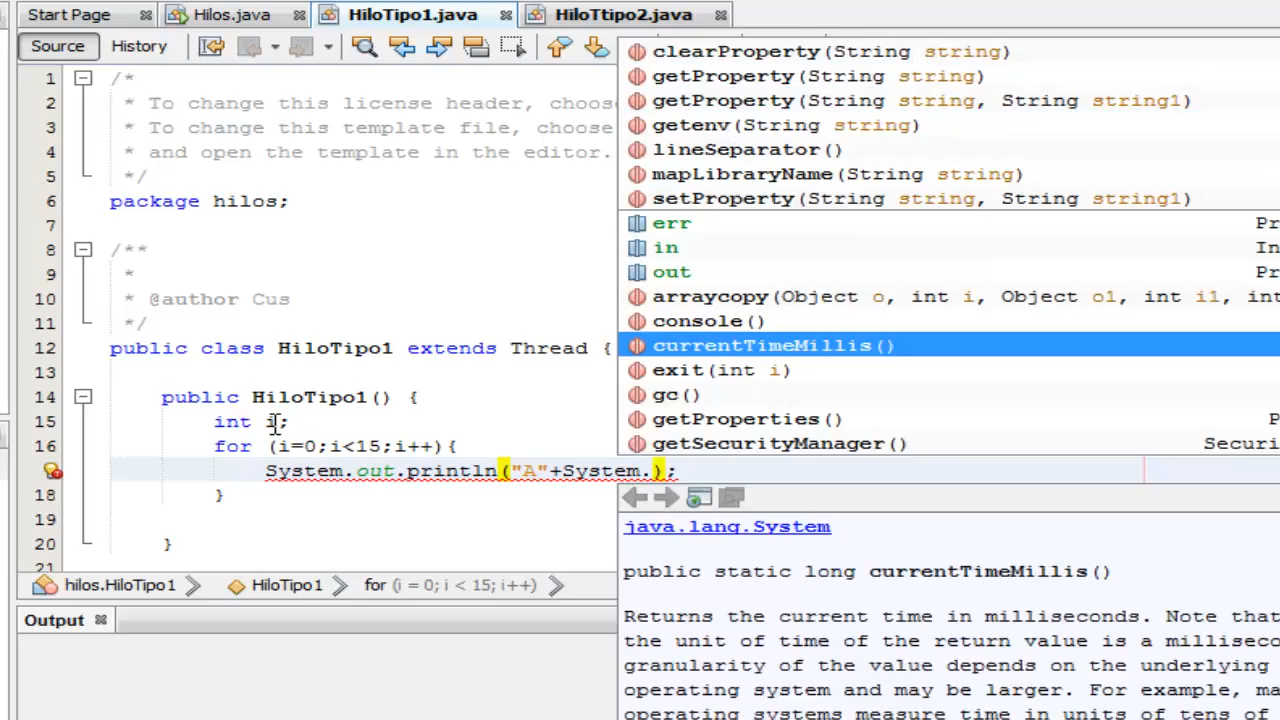 Start Page Hilos.java HiloTipo1.java HiloTtipo2.java
Source History
1 /*
2 * To change this license header, choose
3 * To change this template file, choose
4 * and open the template in the editor.
5 */
6 package hilos;
7
8 /**
9 *
10 * @author Cus
11 */
12 public class HiloTipo1 extends Thread {
13
14 public HiloTipo1() {
15 int i;
16 for (i=0;i<15;i++){
System.out.println("A"+System.);
18 }
19
20 }
21
clearProperty(String string)
getProperty(String string)
getProperty(String string, String string1)
getenv(String string)
lineSeparator()
mapLibraryName(String string)
setProperty(String string, String string1)
err Pr
in In
out Pr
arraycopy(Object o, int i, Object o1, int i1, int
console()
currentTimeMillis()
exit(int i)
gc()
getProperties() P
getSecurityManager() Securi
java.lang.System
public static long currentTimeMillis()
Returns the current time in milliseconds. Note that
the unit of time of the return value is a milliseco
granularity of the value depends on the underlying
operating system and may be larger. For example, ma
operating systems measure time in units of tens of
hilos.HiloTipo1 HiloTipo1 for (i = 0; i < 15; i++)
Output